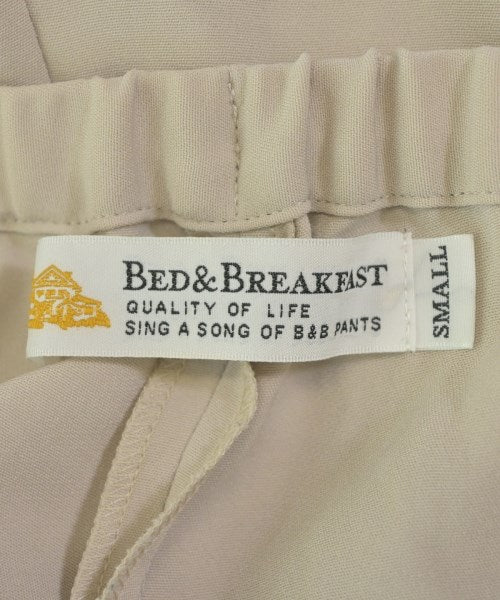 BED&BREAKFAST
QUALITY OF LIFE
SING A SONG OF B&B PANTS
SMALL